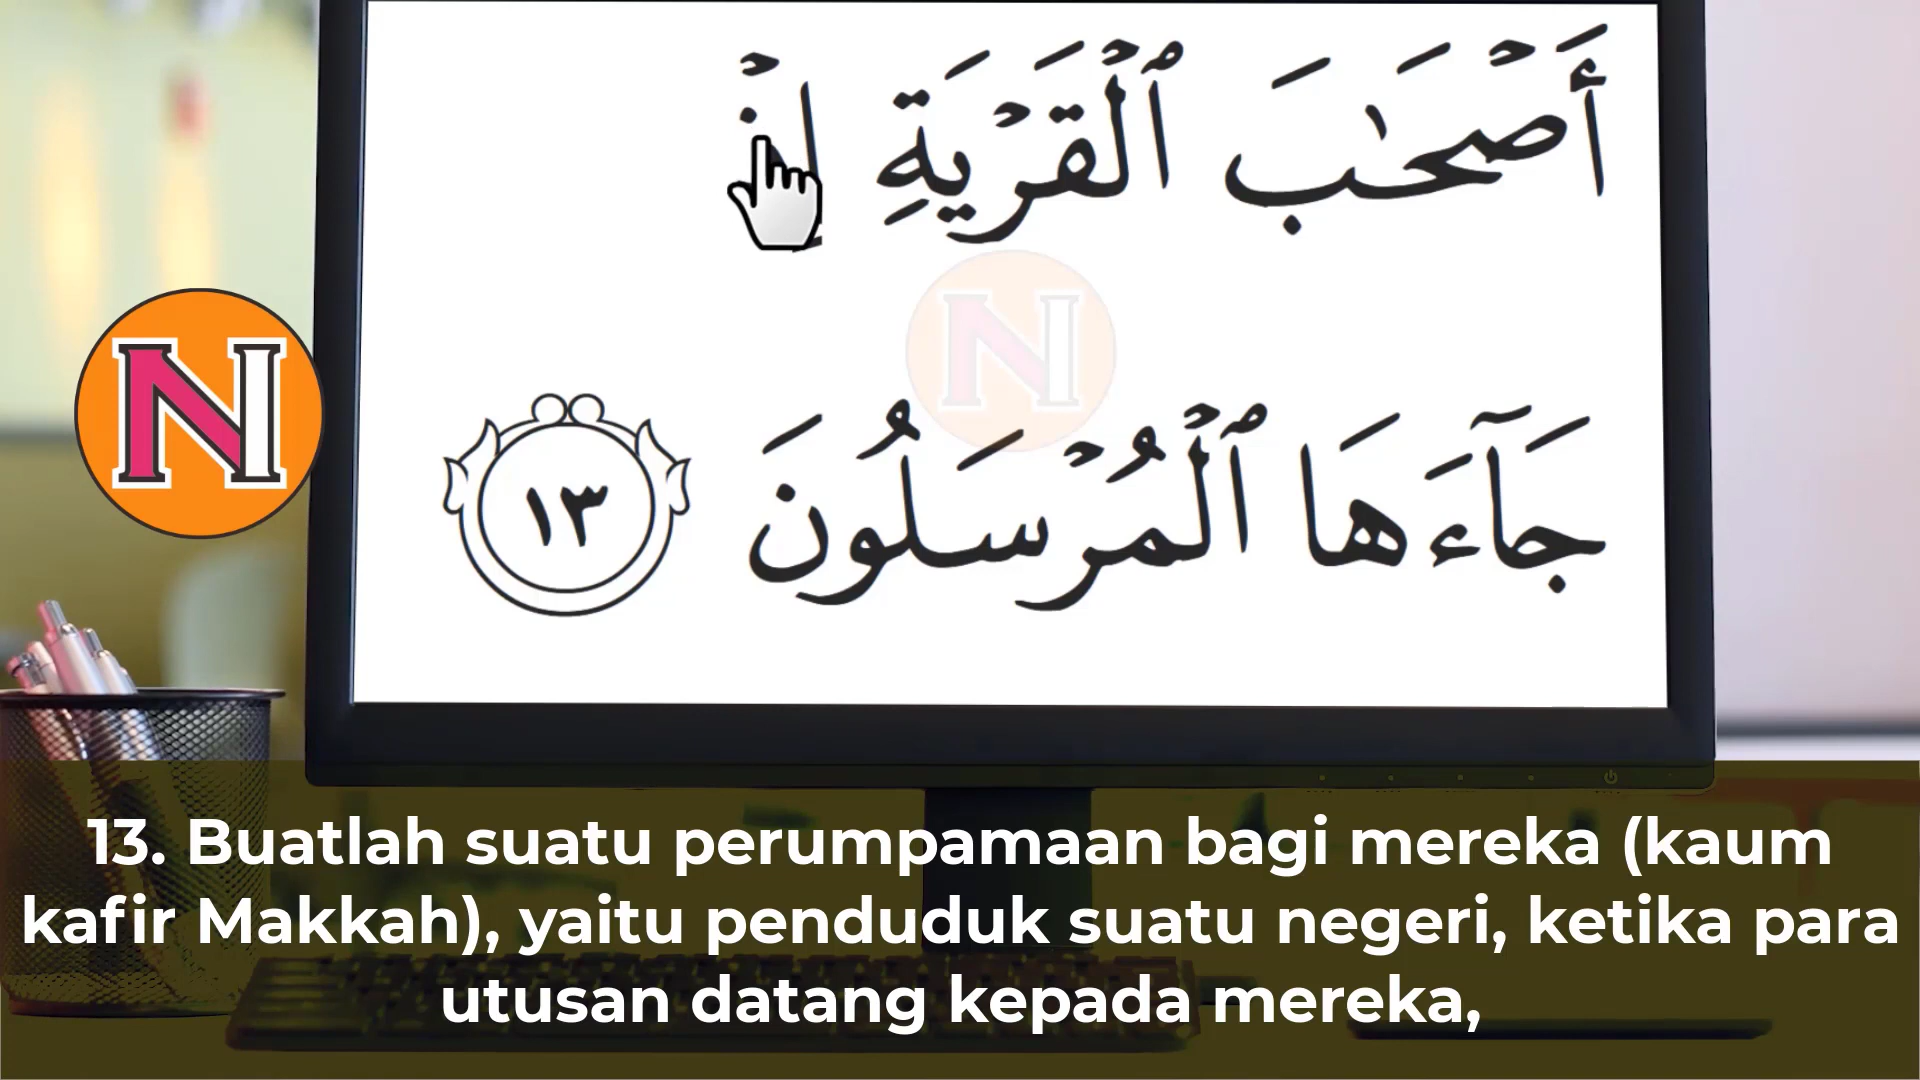 أَصۡحَٰبَ ٱلۡقَرۡيَةِ إِذۡ
جَآءَهَا ٱلۡمُرۡسَلُونَ ١٣
N
N
13. Buatlah suatu perumpamaan bagi mereka (kaum
kafir Makkah), yaitu penduduk suatu negeri, ketika para
utusan datang kepada mereka,